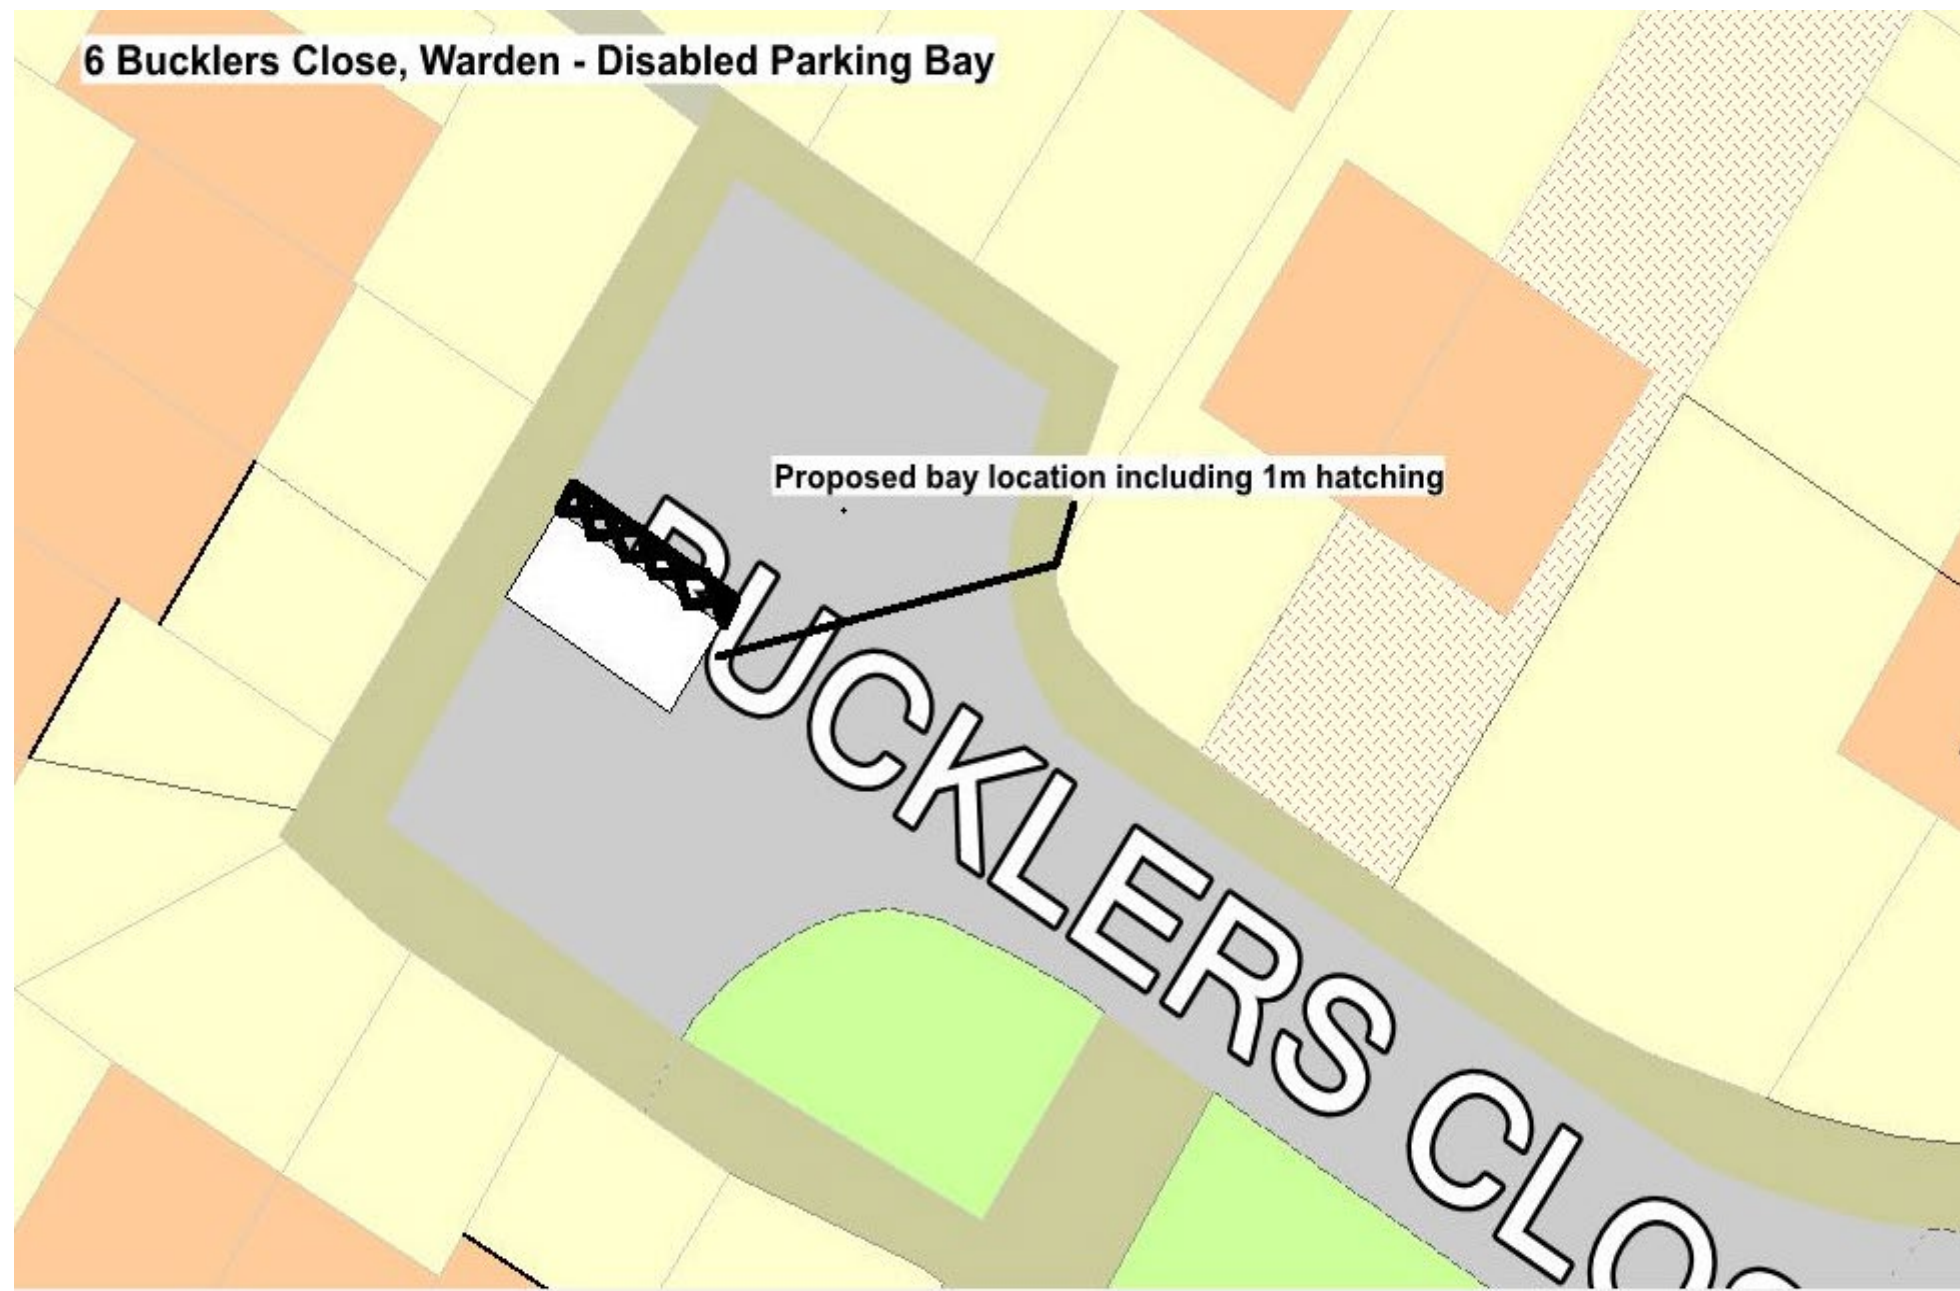 6 Bucklers Close, Warden - Disabled Parking Bay
Proposed bay location including 1m hatching
BUCKLERS CLOS